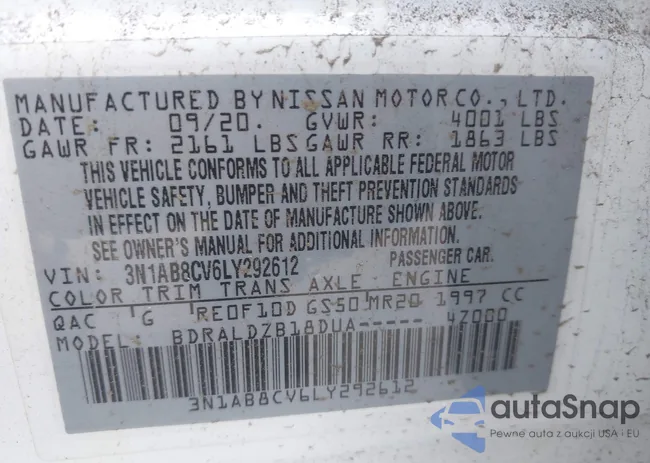 MANUFACTURED BY NISSAN MOTOR CO., LTD.
DATE: 09/20. GVWR: 4001 LBS
GAWR FR: 2161 LBS GAWR RR: 1863 LBS
THIS VEHICLE CONFORMS TO ALL APPLICABLE FEDERAL MOTOR
VEHICLE SAFETY, BUMPER AND THEFT PREVENTION STANDARDS
IN EFFECT ON THE DATE OF MANUFACTURE SHOWN ABOVE.
SEE OWNER'S MANUAL FOR ADDITIONAL INFORMATION.
VIN: 3N1AB8CV6LY292612 PASSENGER CAR.
COLOR TRIM TRANS AXLE ENGINE
QAC G RE0F10D GS50 MR20 1997 CC
MODEL: BDRALDZB18DUA----- 4Z000
3N1AB8CV6LY292612
autaSnap
Pewne auta z aukcji USA i EU